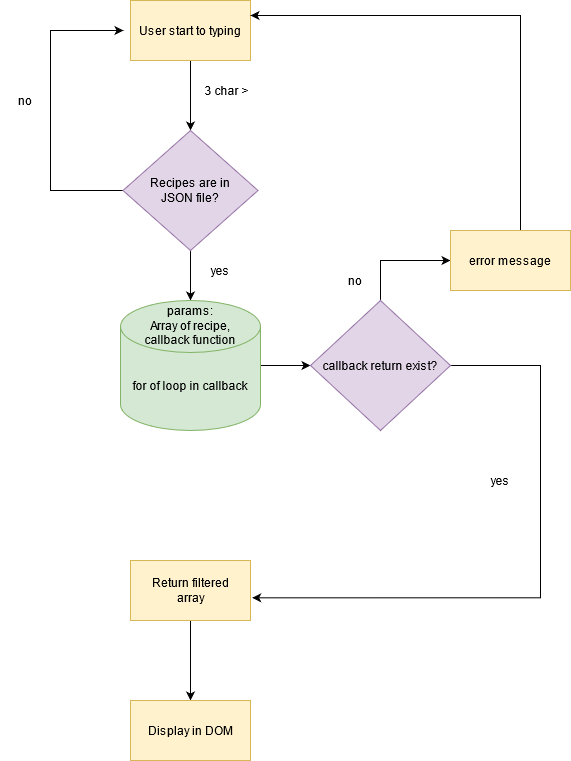 User start to typing
3 char >
no
Recipes are in
JSON file?
yes
params:
Array of recipe,
callback function
for of loop in callback
callback return exist?
no
error message
yes
Return filtered
array
Display in DOM